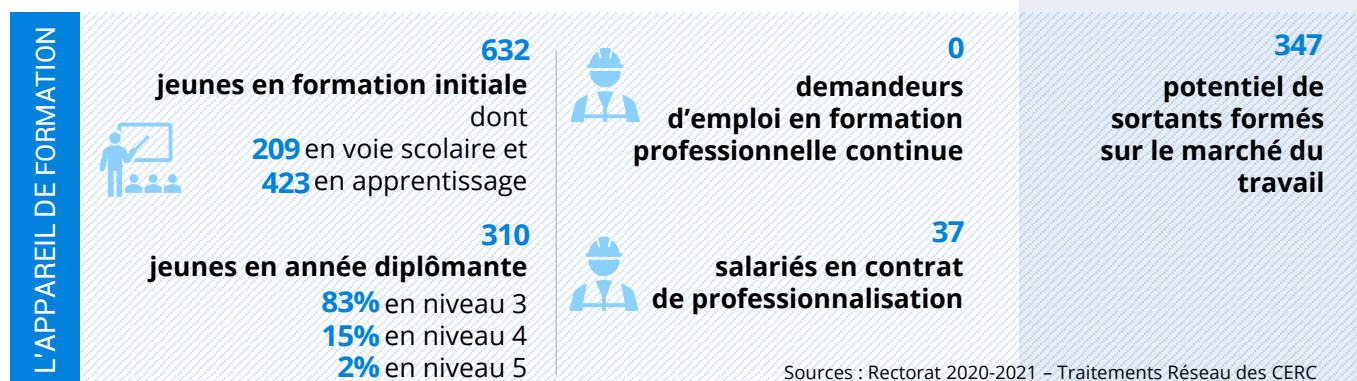 L'APPAREIL DE FORMATION
632
jeunes en formation initiale
dont
209 en voie scolaire et
423 en apprentissage
310
jeunes en année diplômante
83% en niveau 3
15% en niveau 4
2% en niveau 5
0
demandeurs
d’emploi en formation
professionnelle continue
37
salariés en contrat
de professionnalisation
347
potentiel de
sortants formés
sur le marché du
travail
Sources : Rectorat 2020-2021 – Traitements Réseau des CERC